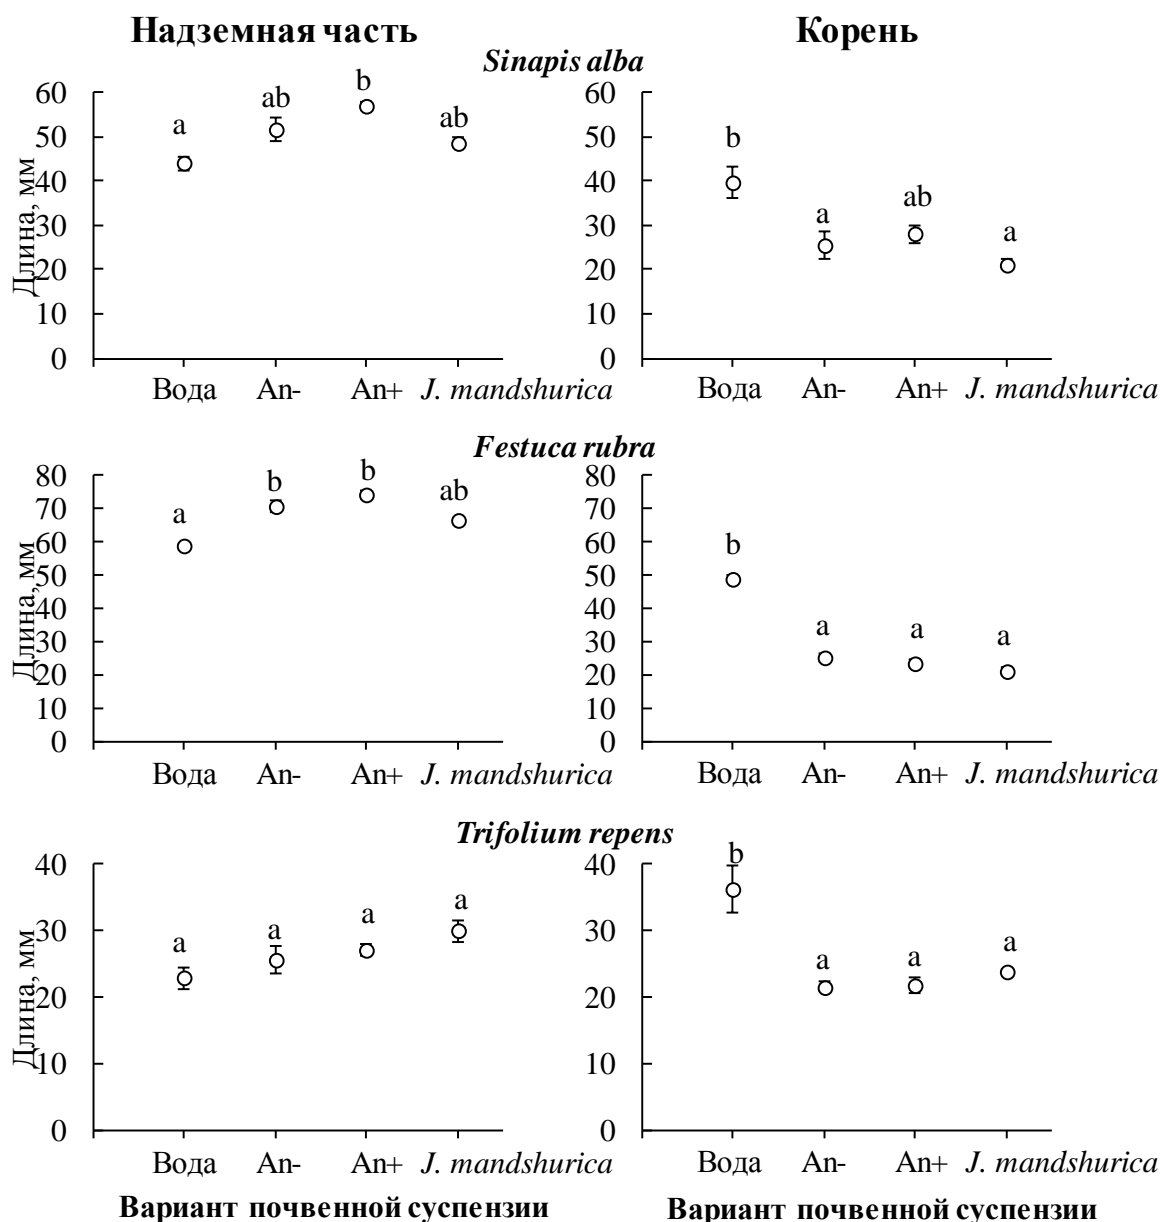 Надземная часть
Корень
Sinapis alba
Длина, мм
60
50
40
30
20
10
0
a
ab
b
ab
Вода An- An+ J. mandshurica
60
50
40
30
20
10
0
b
a
ab
a
Вода An- An+ J. mandshurica
Festuca rubra
Длина, мм
80
70
60
50
40
30
20
10
0
a
b
b
ab
Вода An- An+ J. mandshurica
80
70
60
50
40
30
20
10
0
b
a
a
a
Вода An- An+ J. mandshurica
Trifolium repens
Длина, мм
40
30
20
10
0
a
a
a
a
Вода An- An+ J. mandshurica
Вариант почвенной суспензии
40
30
20
10
0
b
a
a
a
Вода An- An+ J. mandshurica
Вариант почвенной суспензии